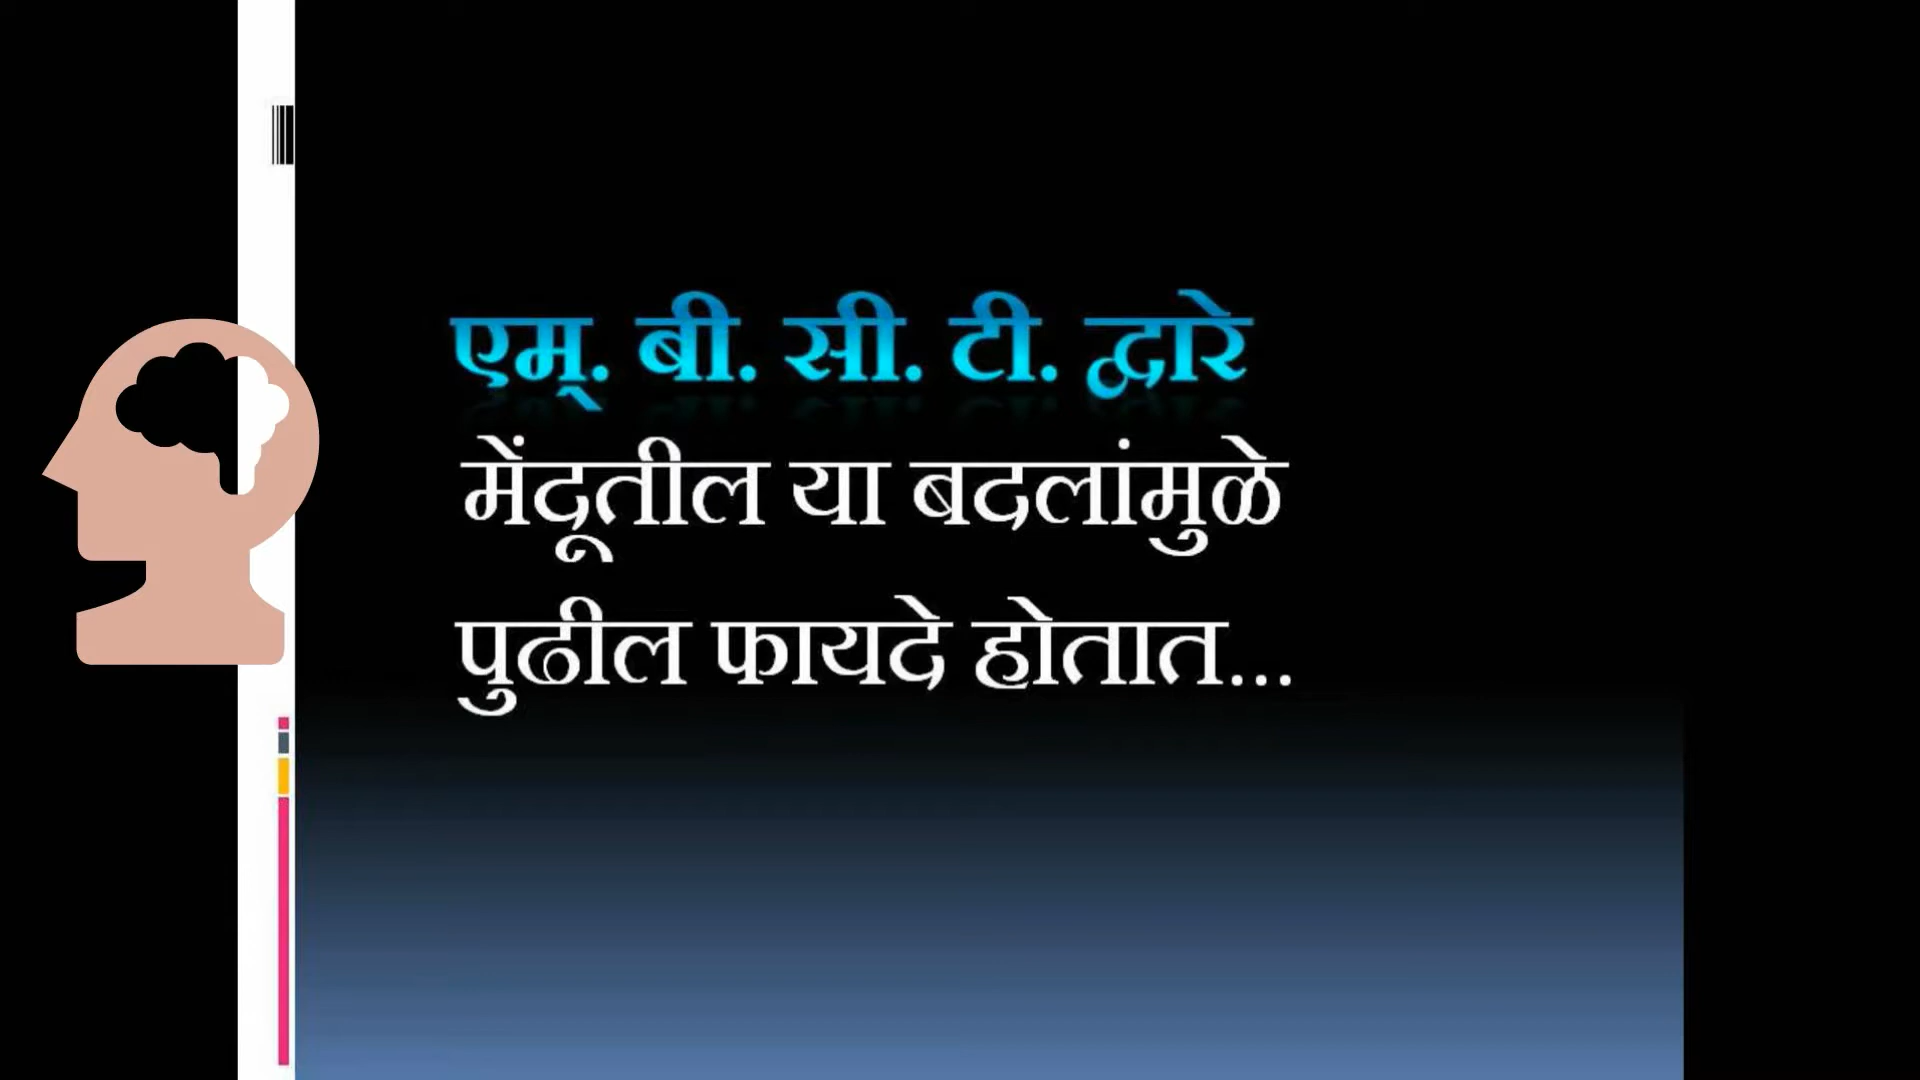 एम्. बी. सी. टी. द्वारे
मेंदूतील या बदलांमुळे
पुढील फायदे होतात...